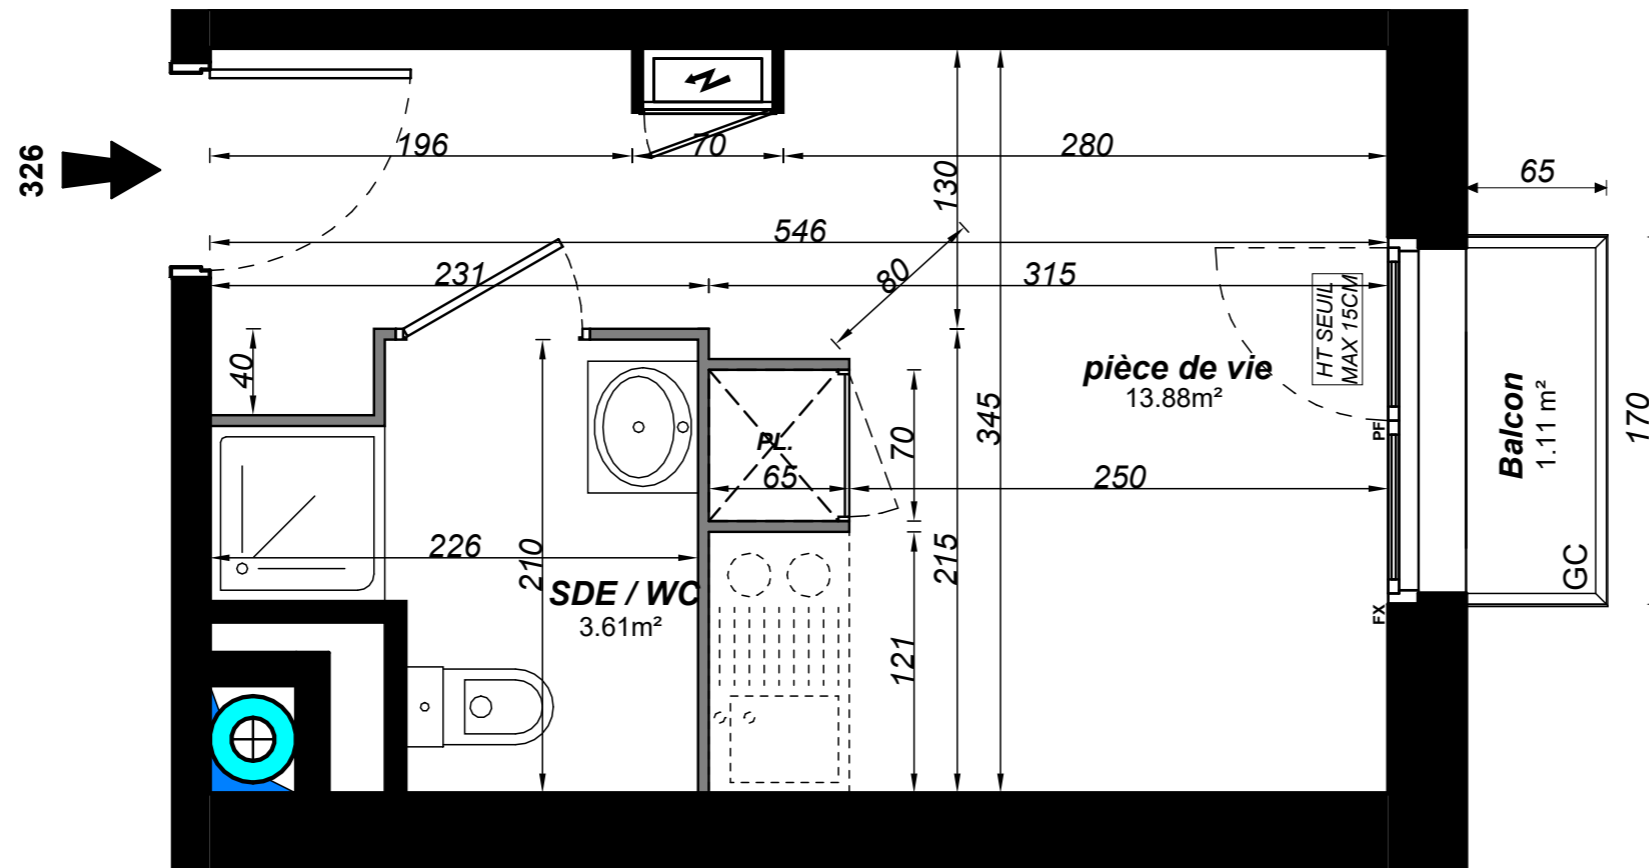 326
196
70
280
130
65
546
231
80
315
HT SEUIL
MAX 15CM
40
pièce de vie
13.88m²
345
Balcon
1.11 m²
170
PL.
70
PF
65
250
226
210
215
SDE / WC
3.61m²
GC
FX
121